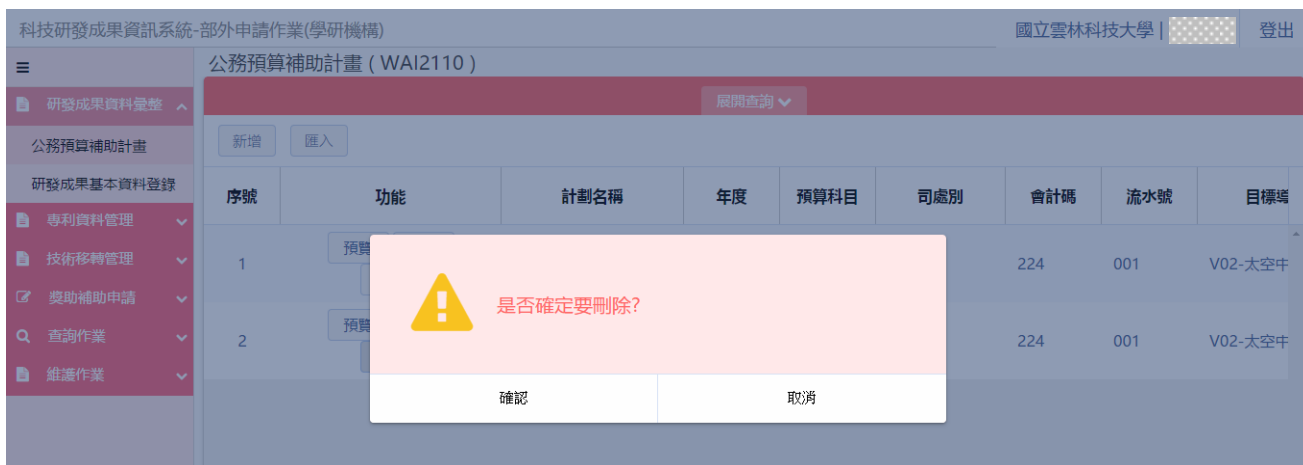 科技研發成果資訊系統-部外申請作業(學研機構)
國立雲林科技大學 |
登出
公務預算補助計畫 ( WAI2110 )
研發成果資料彙整
公務預算補助計畫
研發成果基本資料登錄
專利資料管理
技術移轉管理
獎助補助申請
查詢作業
維護作業
展開查詢
新增 匯入
序號 功能 計劃名稱 年度 預算科目 司處別 會計碼 流水號 目標導
1 預覽 224 001 V02-太空中
2 預覽 224 001 V02-太空中
是否確定要刪除?
確認 取消